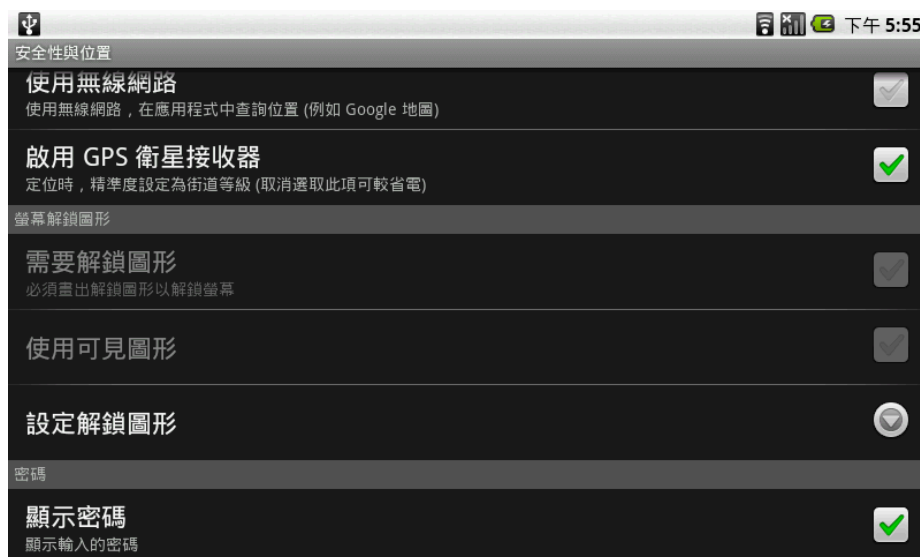 下午 5:55
安全性與位置
使用無線網路
使用無線網路，在應用程式中查詢位置 (例如 Google 地圖)
啟用 GPS 衛星接收器
定位時，精準度設定為街道等級 (取消選取此項可較省電)
螢幕解鎖圖形
需要解鎖圖形
必須畫出解鎖圖形以解鎖螢幕
使用可見圖形
設定解鎖圖形
密碼
顯示密碼
顯示輸入的密碼